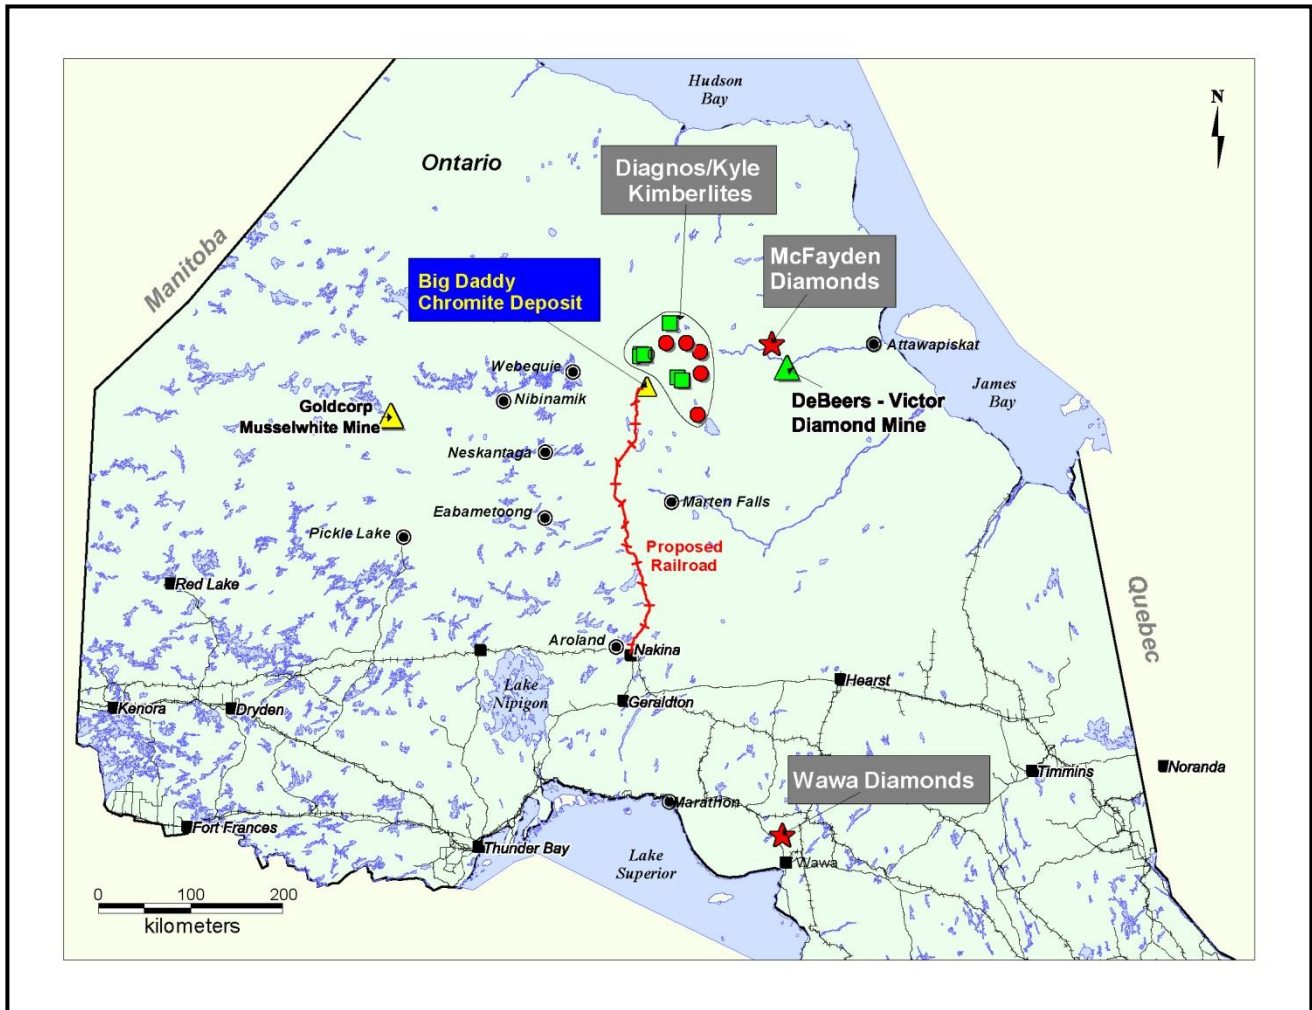 Hudson
Bay
N
Ontario
Diagnos/Kyle
Kimberlites
Manitoba
McFayden
Diamonds
Big Daddy
Chromite Deposit
Attawapiskat
Webequie
James
Bay
Nibinamik
DeBeers - Victor
Diamond Mine
Goldcorp
Musselwhite Mine
Neskantaga
Marten Falls
Eabametoong
Pickle Lake
Proposed
Railroad
Red Lake
Quebec
Aroland
Nakina
Hearst
Lake
Nipigon
Geraldton
Kenora
Dryden
Timmins
Noranda
Wawa Diamonds
Marathon
Fort Frances
Thunder Bay
Lake
Superior
Wawa
0 100 200
kilometers